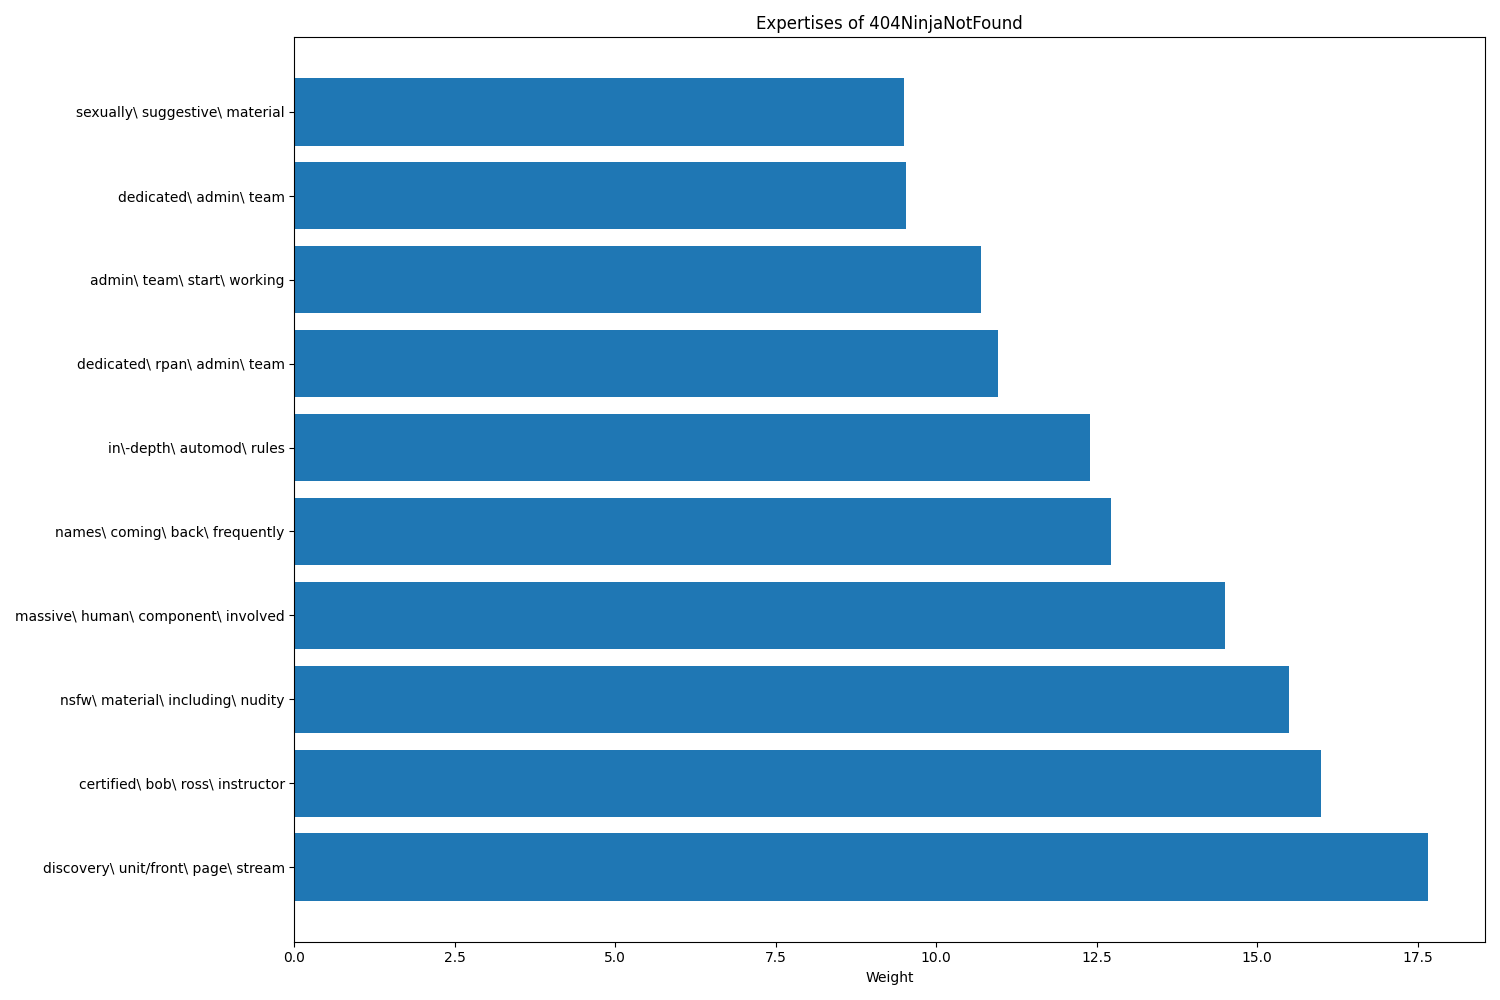 Expertises of 404NinjaNotFound
sexually\ suggestive\ material
dedicated\ admin\ team
admin\ team\ start\ working
dedicated\ rpan\ admin\ team
in\-depth\ automod\ rules
names\ coming\ back\ frequently
massive\ human\ component\ involved
nsfw\ material\ including\ nudity
certified\ bob\ ross\ instructor
discovery\ unit/front\ page\ stream
0.0 2.5 5.0 7.5 10.0 12.5 15.0 17.5
Weight